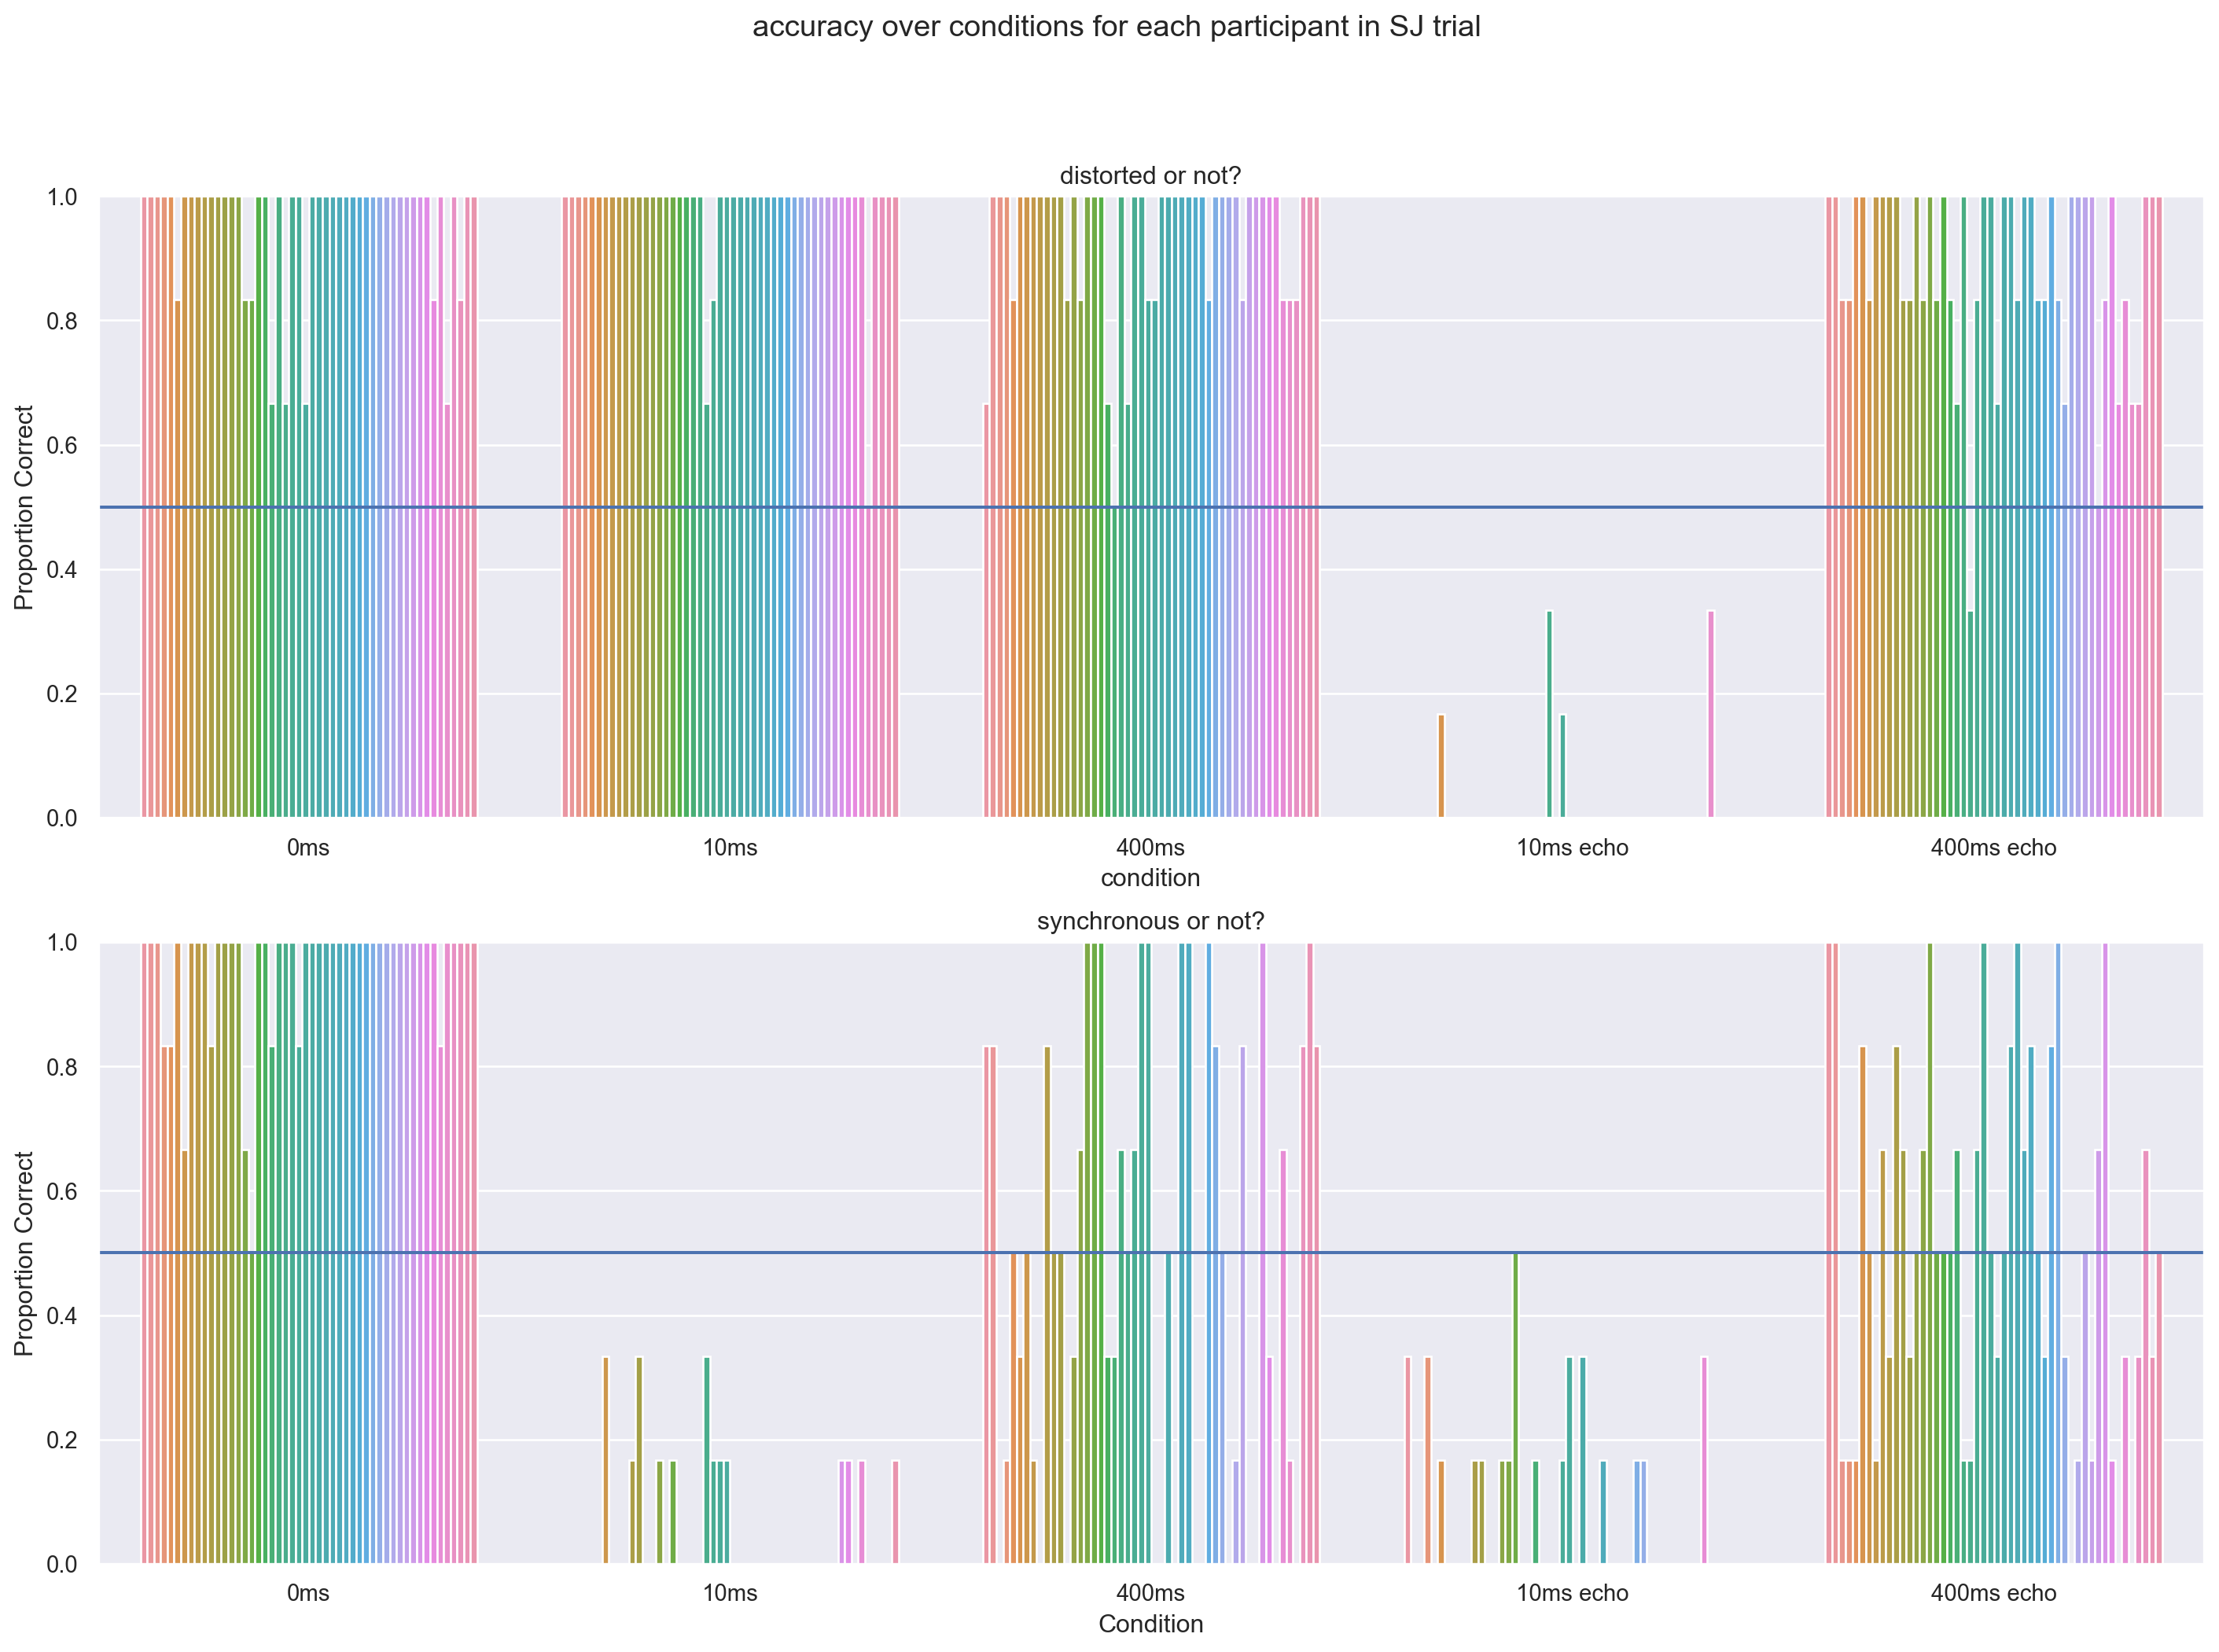 accuracy over conditions for each participant in SJ trial
distorted or not?
1.0
0.8
0.6
0.4
0.2
0.0
Proportion Correct
0ms 10ms 400ms 10ms echo 400ms echo
condition
synchronous or not?
1.0
0.8
0.6
0.4
0.2
0.0
Proportion Correct
0ms 10ms 400ms 10ms echo 400ms echo
Condition